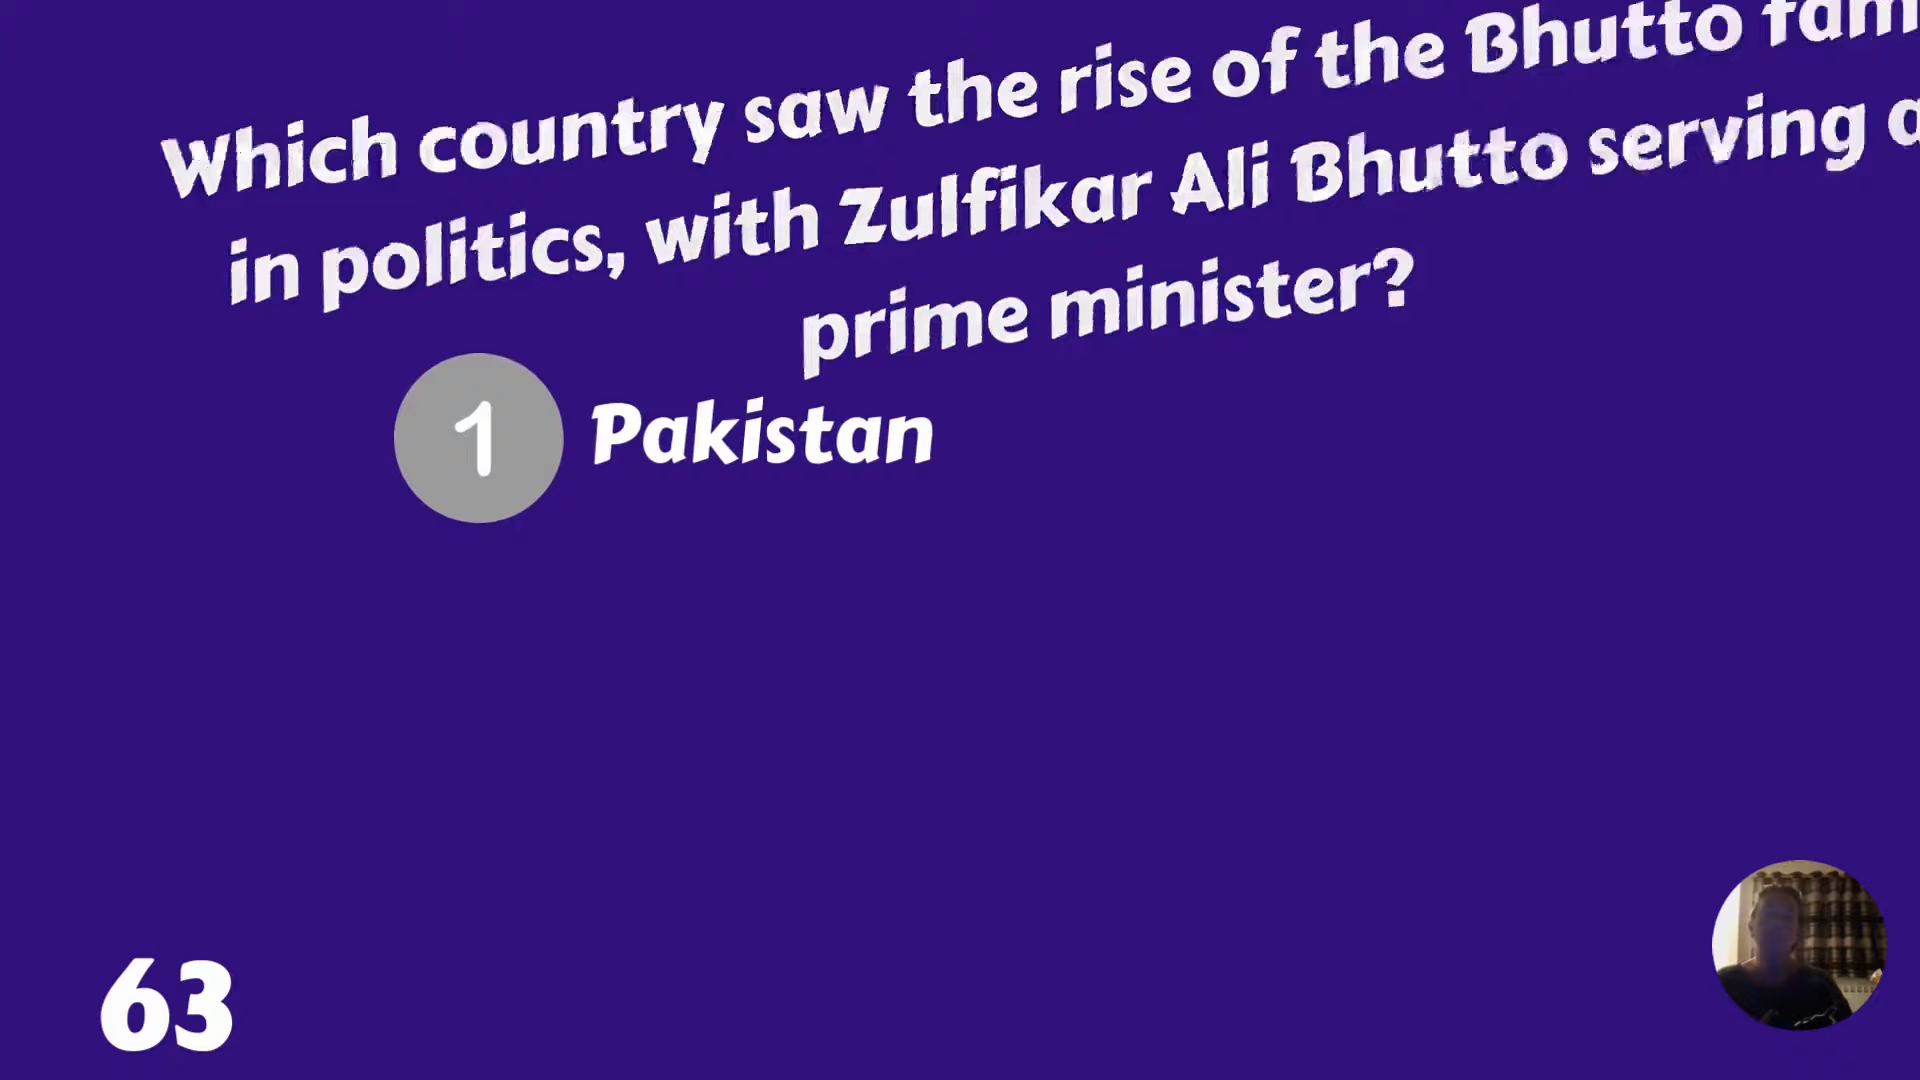 Which country saw the rise of the Bhutto
in politics, with Zulfikar Ali Bhutto serving
prime minister?
1 Pakistan
63